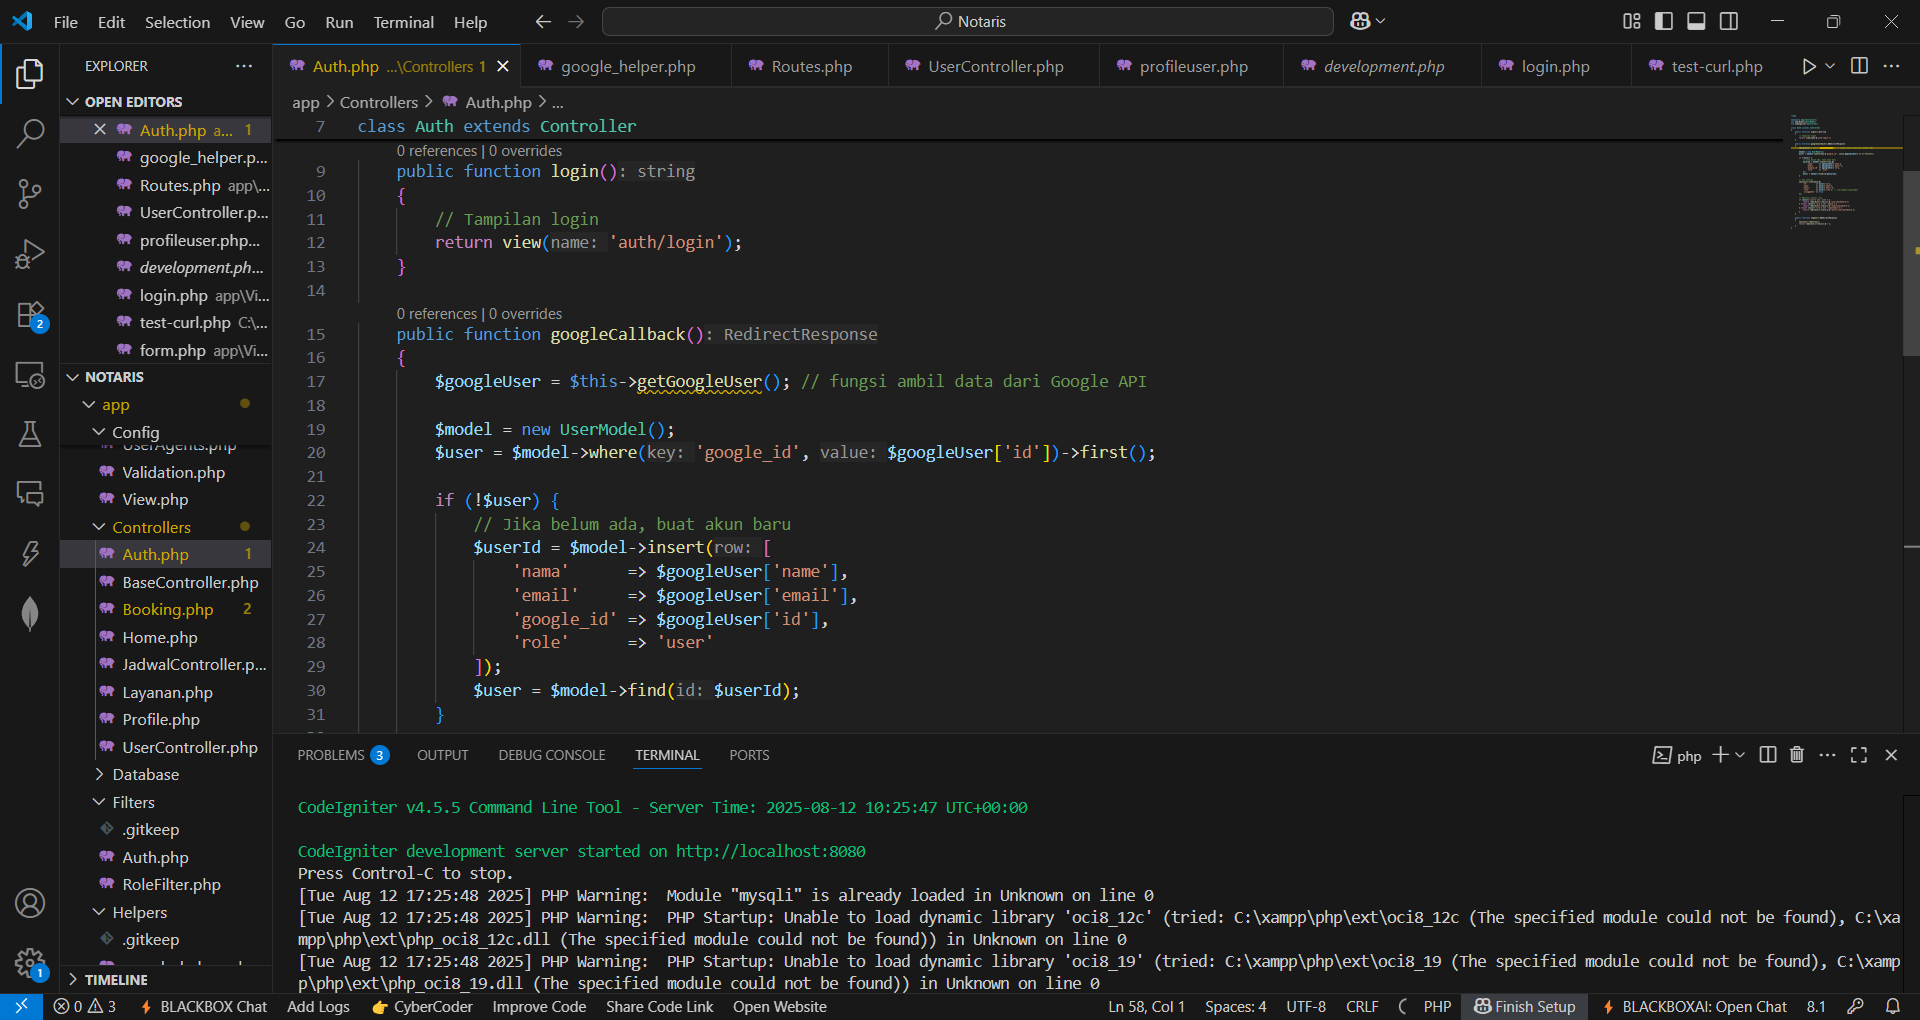 File Edit Selection View Go Run Terminal Help
Notaris
EXPLORER
OPEN EDITORS
Auth.php a... 1
google_helper.p...
Routes.php app\...
UserController.p...
profileuser.php...
development.ph...
login.php app\Vi...
test-curl.php C:\...
form.php app\Vi...
NOTARIS
app
Config
UserAgents.php
Validation.php
View.php
Controllers
Auth.php 1
BaseController.php
Booking.php 2
Home.php
JadwalController.p...
Layanan.php
Profile.php
UserController.php
Database
Filters
.gitkeep
Auth.php
RoleFilter.php
Helpers
.gitkeep
TIMELINE
2
1
Auth.php ...\Controllers 1
google_helper.php
Routes.php
UserController.php
profileuser.php
development.php
login.php
test-curl.php
app > Controllers > Auth.php > ...
7 class Auth extends Controller
0 references | 0 overrides
9 public function login(): string
10 {
11 // Tampilan login
12 return view(name: 'auth/login');
13 }
14
0 references | 0 overrides
15 public function googleCallback(): RedirectResponse
16 {
17 $googleUser = $this->getGoogleUser(); // fungsi ambil data dari Google API
18
19 $model = new UserModel();
20 $user = $model->where(key: 'google_id', value: $googleUser['id'])->first();
21
22 if (!$user) {
23 // Jika belum ada, buat akun baru
24 $userId = $model->insert(row: [
25 'nama' => $googleUser['name'],
26 'email' => $googleUser['email'],
27 'google_id' => $googleUser['id'],
28 'role' => 'user'
29 ]);
30 $user = $model->find(id: $userId);
31 }
PROBLEMS 3 OUTPUT DEBUG CONSOLE TERMINAL PORTS
php
CodeIgniter v4.5.5 Command Line Tool - Server Time: 2025-08-12 10:25:47 UTC+00:00
CodeIgniter development server started on http://localhost:8080
Press Control-C to stop.
[Tue Aug 12 17:25:48 2025] PHP Warning:  Module "mysqli" is already loaded in Unknown on line 0
[Tue Aug 12 17:25:48 2025] PHP Warning:  PHP Startup: Unable to load dynamic library 'oci8_12c' (tried: C:\xampp\php\ext\oci8_12c (The specified module could not be found), C:\xa
mpp\php\ext\php_oci8_12c.dll (The specified module could not be found)) in Unknown on line 0
[Tue Aug 12 17:25:48 2025] PHP Warning:  PHP Startup: Unable to load dynamic library 'oci8_19' (tried: C:\xampp\php\ext\oci8_19 (The specified module could not be found), C:\xamp
p\php\ext\php_oci8_19.dll (The specified module could not be found)) in Unknown on line 0
0 3 BLACKBOX Chat Add Logs CyberCoder Improve Code Share Code Link Open Website Ln 58, Col 1 Spaces: 4 UTF-8 CRLF PHP Finish Setup BLACKBOXAI: Open Chat 8.1